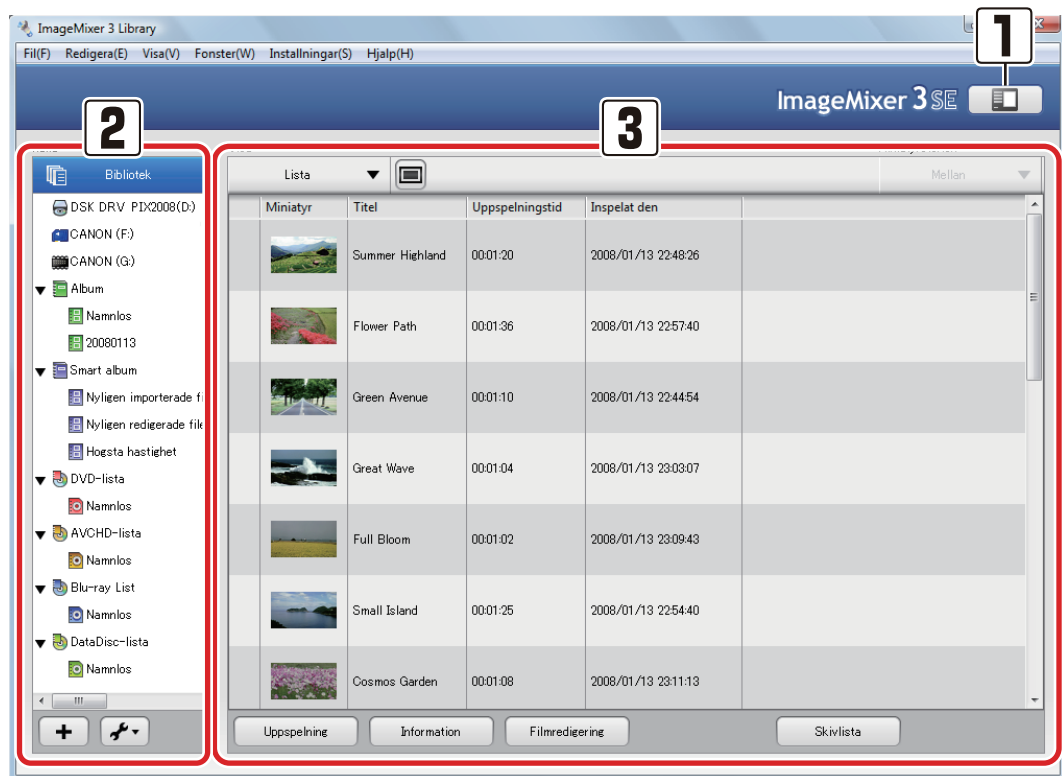 ImageMixer 3 Library
1
Fil(F) Redigera(E) Visa(V) Fonster(W) Installningar(S) Hjalp(H)
ImageMixer 3 SE
2
3
Bibliotek
DSK DRV PIX2008(D:)
CANON (F:)
CANON (G:)
Album
Namnlos
20080113
Smart album
Nyligen importerade fi
Nyligen redigerade file
Hogsta hastighet
DVD-lista
Namnlos
AVCHD-lista
Namnlos
Blu-ray List
Namnlos
DataDisc-lista
Namnlos
Lista Mellan
Miniatyr Titel Uppspelningstid Inspelat den
Summer Highland 00:01:20 2008/01/13 22:48:26
Flower Path 00:01:36 2008/01/13 22:57:40
Green Avenue 00:01:10 2008/01/13 22:44:54
Great Wave 00:01:04 2008/01/13 23:03:07
Full Bloom 00:01:02 2008/01/13 23:09:43
Small Island 00:01:25 2008/01/13 22:54:40
Cosmos Garden 00:01:08 2008/01/13 23:11:13
Uppspelning Information Filmredigering Skivlista